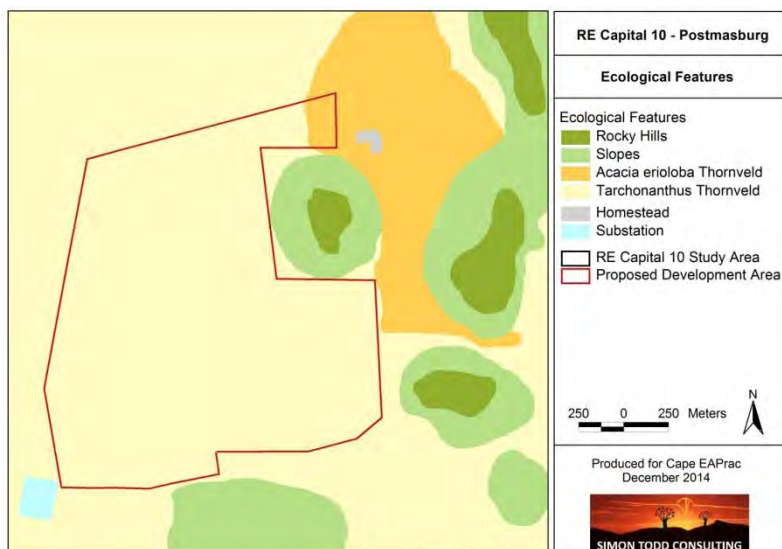 RE Capital 10 - Postmasburg
Ecological Features
Ecological Features
Rocky Hills
Slopes
Acacia erioloba Thornveld
Tarchonanthus Thornveld
Homestead
Substation
RE Capital 10 Study Area
Proposed Development Area
N
250 0 250 Meters
Produced for Cape EAPrac
December 2014
SIMON TODD CONSULTING